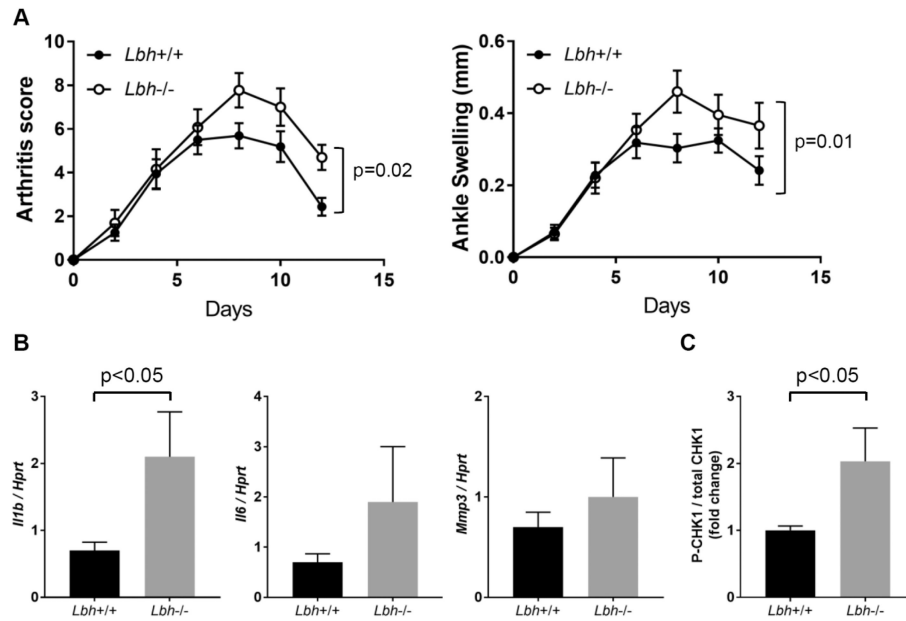 A
Arthritis score
10
8
6
4
2
0
Lbh+/+
Lbh-/-
p=0.02
0
5
10
15
Days
Ankle Swelling (mm)
0.6
0.4
0.2
0.0
Lbh+/+
Lbh-/-
p=0.01
0
5
10
15
Days
B
Il1b / Hprt
3
2
1
0
p<0.05
Lbh+/+
Lbh-/-
Il6 / Hprt
4
3
2
1
0
Lbh+/+
Lbh-/-
Mmp3 / Hprt
2
1
0
Lbh+/+
Lbh-/-
C
P-CHK1 / total CHK1
(fold change)
3
2
1
0
p<0.05
Lbh+/+
Lbh-/-